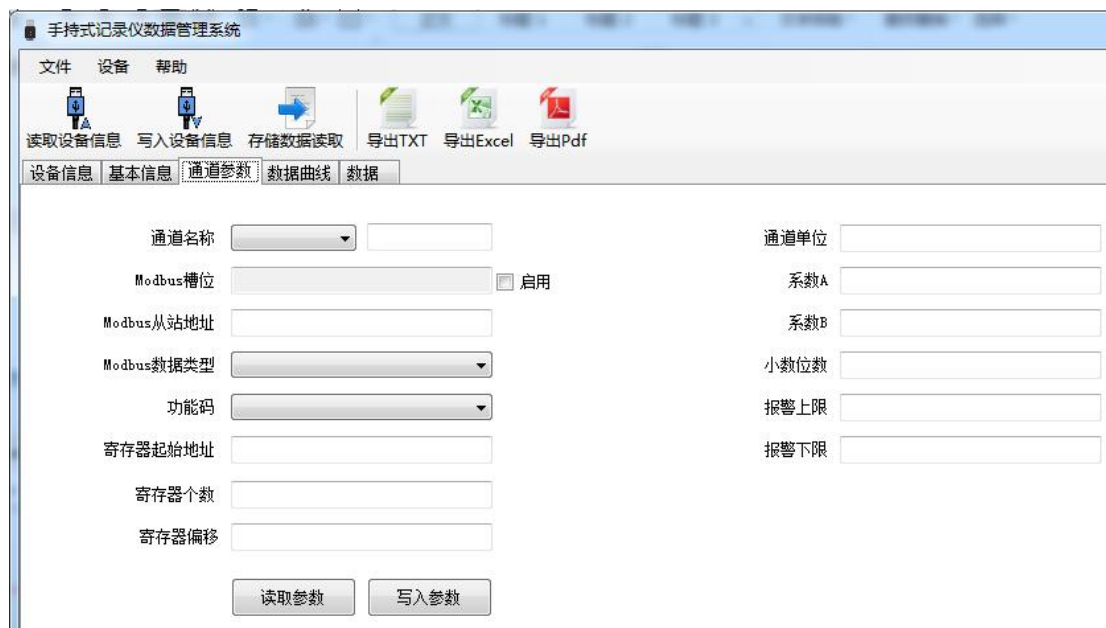 手持式记录仪数据管理系统
文件 设备 帮助
读取设备信息 写入设备信息 存储数据读取 导出TXT 导出Excel 导出Pdf
设备信息 基本信息 通道参数 数据曲线 数据
通道名称 通道单位
Modbus槽位 启用 系数A
Modbus从站地址 系数B
Modbus数据类型 小数位数
功能码 报警上限
寄存器起始地址 报警下限
寄存器个数
寄存器偏移
读取参数 写入参数